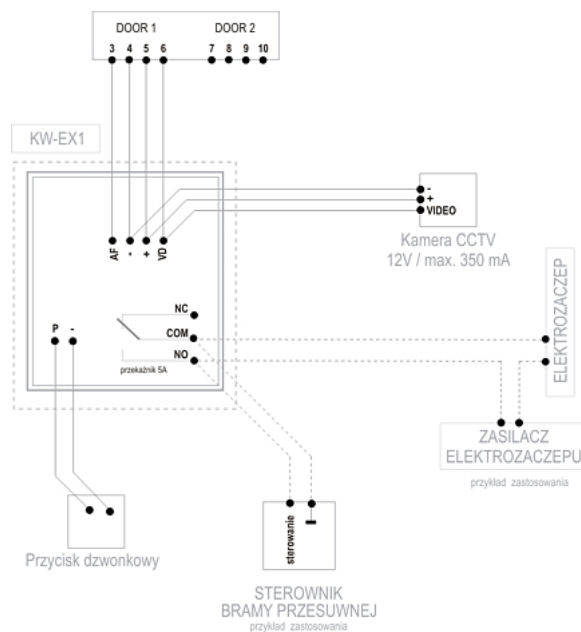 DOOR 1 DOOR 2
3 4 5 6 7 8 9 10
KW-EX1
-
+
VIDEO
Kamera CCTV
12V / max. 350 mA
AF - + VD
NC
COM
NO
P -
przekaźnik 5A
ELEKTROZACZEP
ZASILACZ
ELEKTROZACZEPU
przykład zastosowania
sterowanie
Przycisk dzwonkowy
STEROWNIK
BRAMY PRZESUWNEJ
przykład zastosowania